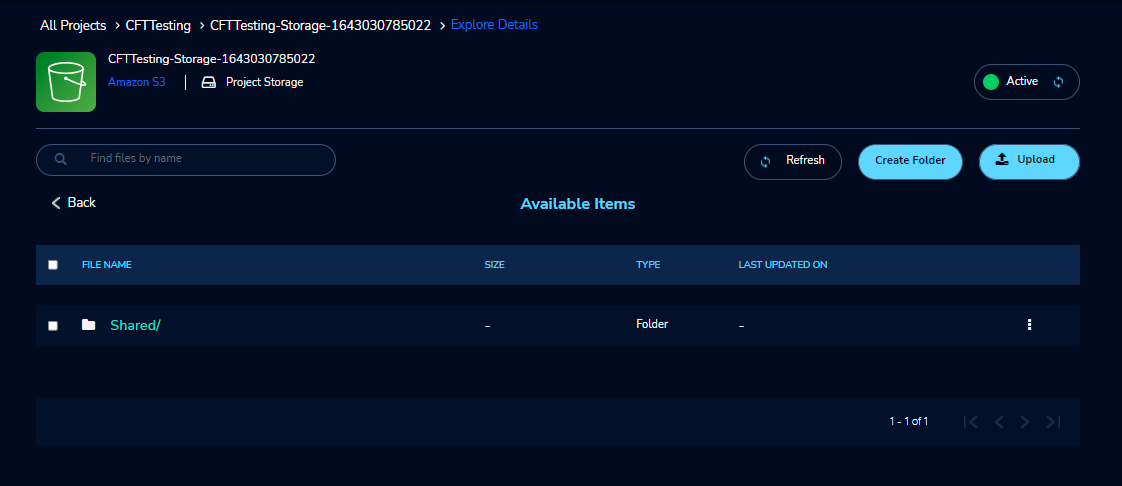 All Projects > CFTTesting > CFTTesting-Storage-1643030785022 > Explore Details
CFTTesting-Storage-1643030785022
Amazon S3 | Project Storage
Active
Find files by name
Refresh
Create Folder
Upload
Back
Available Items
FILE NAME SIZE TYPE LAST UPDATED ON
Shared/ - Folder -
1 - 1 of 1